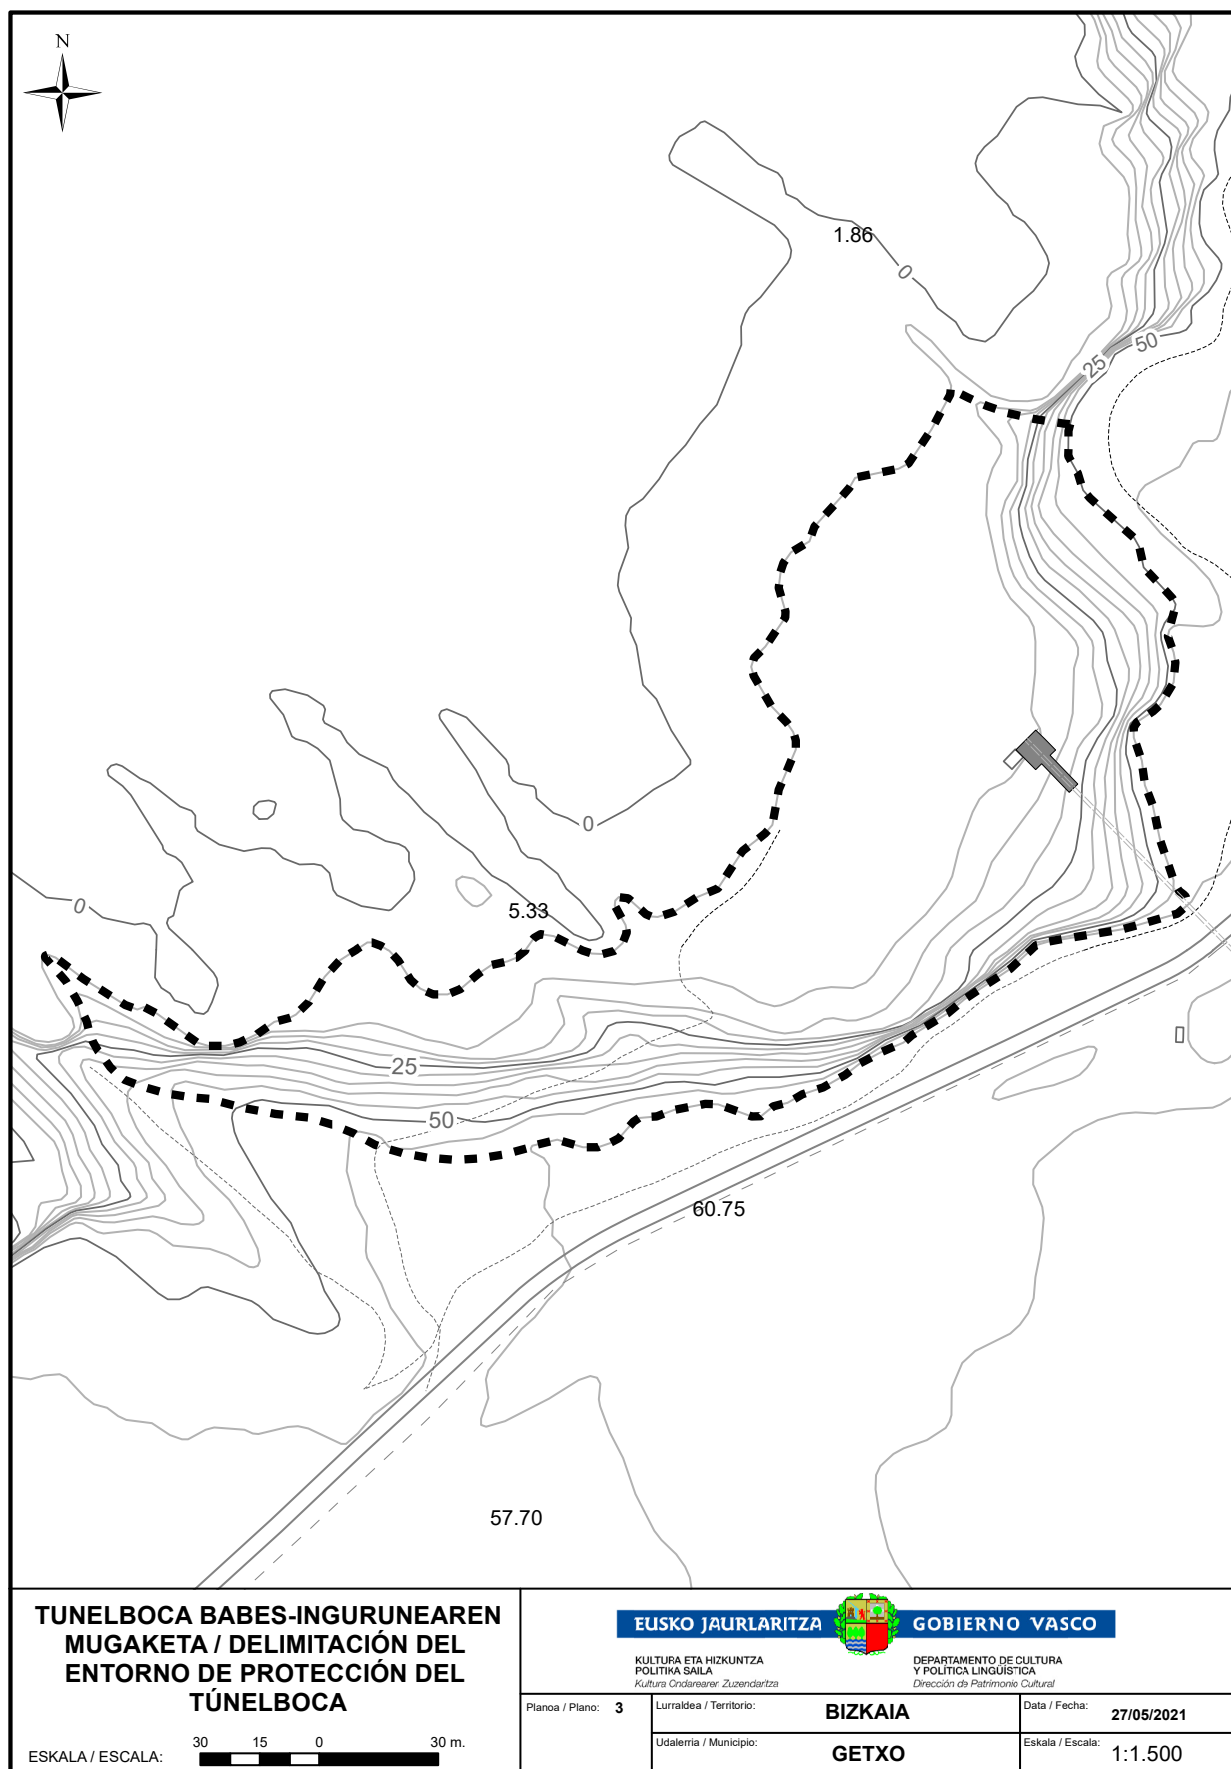 N
1.86
0
50
25
0
5.33
0
25
50
60.75
57.70
TUNELBOCA BABES-INGURUNEAREN
MUGAKETA / DELIMITACIÓN DEL
ENTORNO DE PROTECCIÓN DEL
TÚNELBOCA
ESKALA / ESCALA:
30 15 0 30 m.
EUSKO JAURLARITZA GOBIERNO VASCO
KULTURA ETA HIZKUNTZA
POLITIKA SAILA
Kultura Ondarearen Zuzendaritza
DEPARTAMENTO DE CULTURA
Y POLÍTICA LINGÜÍSTICA
Dirección de Patrimonio Cultural
Planoa / Plano: 3
Lurraldea / Territorio: BIZKAIA
Data / Fecha: 27/05/2021
Udalerria / Municipio: GETXO
Eskala / Escala: 1:1.500